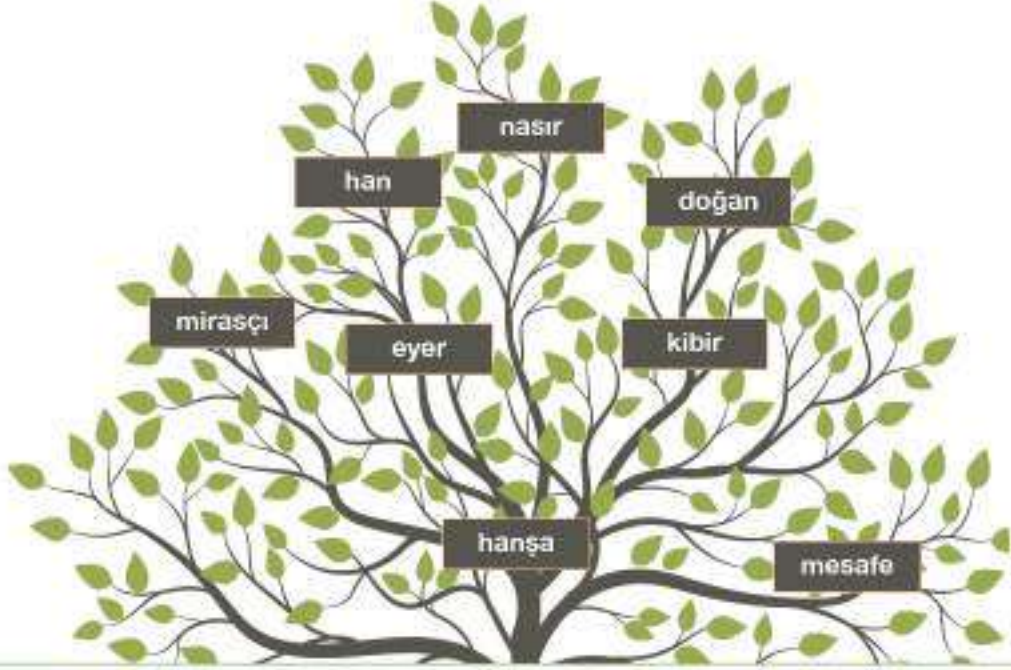 nasır
han
doğan
mirasçı
eyer
kibir
hanşa
mesafe